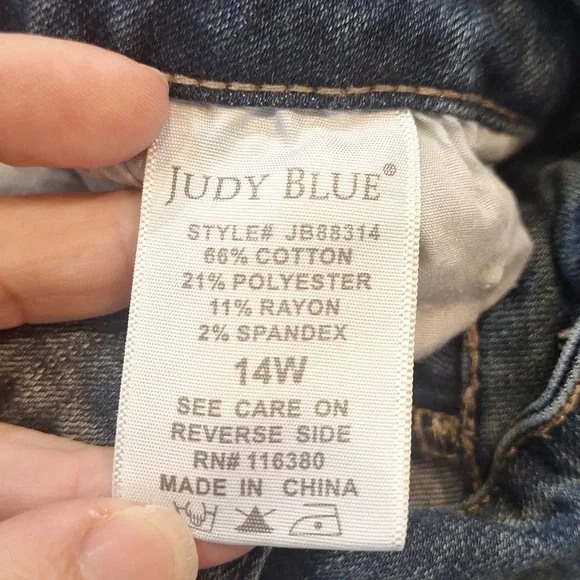 JUDY BLUE®
STYLE# JB88314
66% COTTON
21% POLYESTER
11% RAYON
2% SPANDEX
14W
SEE CARE ON
REVERSE SIDE
RN# 116380
MADE IN CHINA